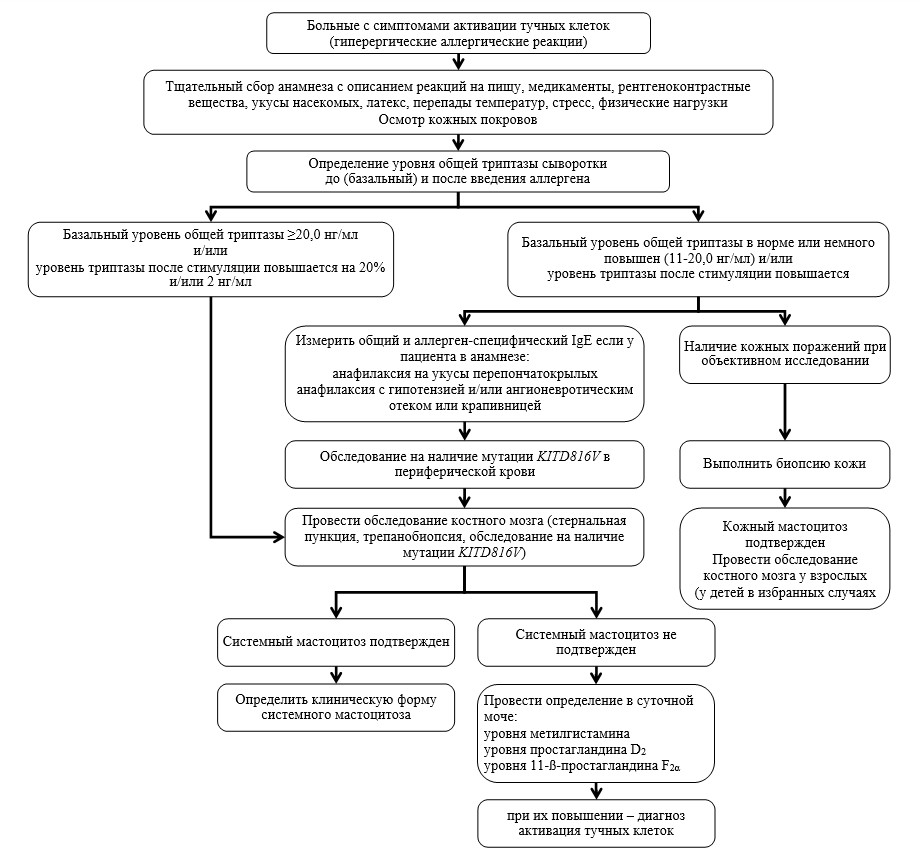 Больные с симптомами активации тучных клеток
(гиперергические аллергические реакции)
Тщательный сбор анамнеза с описанием реакций на пищу, медикаменты, рентгеноконтрастные
вещества, укусы насекомых, латекс, перепады температур, стресс, физические нагрузки
Осмотр кожных покровов
Определение уровня общей триптазы сыворотки
до (базальный) и после введения аллергена
Базальный уровень общей триптазы ≥20,0 нг/мл
и/или
уровень триптазы после стимуляции повышается на 20%
и/или 2 нг/мл
Базальный уровень общей триптазы в норме или немного
повышен (11-20,0 нг/мл) и/или
уровень триптазы после стимуляции повышается
Измерить общий и аллерген-специфический IgE если у
пациента в анамнезе:
анафилаксия на укусы перепончатокрылых
анафилаксия с гипотензией и/или ангионевротическим
отеком или крапивницей
Наличие кожных поражений при
объективном исследовании
Обследование на наличие мутации KITD816V в
периферической крови
Выполнить биопсию кожи
Провести обследование костного мозга (стернальная
пункция, трепанобиопсия, обследование на наличие
мутации KITD816V)
Кожный мастоцитоз
подтвержден
Провести обследование
костного мозга у взрослых
(у детей в избранных случаях
Системный мастоцитоз подтвержден
Системный мастоцитоз не
подтвержден
Определить клиническую форму
системного мастоцитоза
Провести определение в суточной
моче:
уровня метилгистамина
уровня простагландина D₂
уровня 11-ß-простагландина F₂α
при их повышении – диагноз
активация тучных клеток